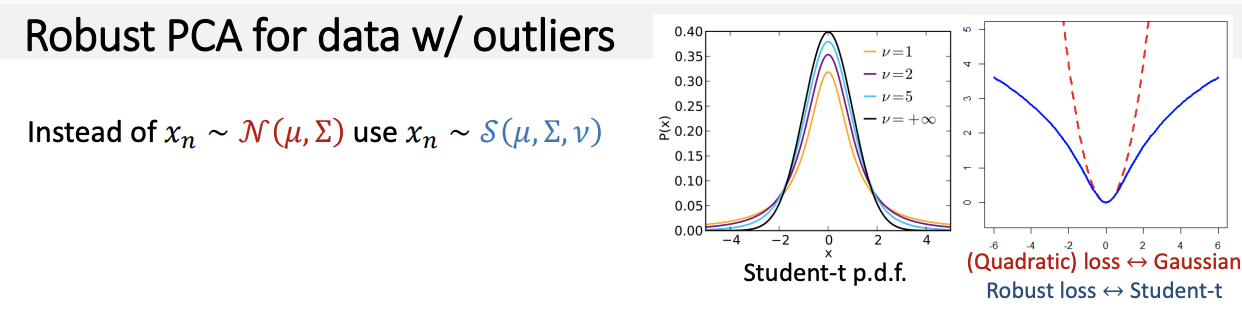 Robust PCA for data w/ outliers
Instead of xₙ ~ 𝒩(μ, Σ) use xₙ ~ 𝒮(μ, Σ, ν)
0.40
0.35
0.30
0.25
0.20
0.15
0.10
0.05
0.00
P(x)
ν=1
ν=2
ν=5
ν=+∞
−4 −2 0 2 4
x
Student-t p.d.f.
5
4
3
2
1
0
-6 -4 -2 0 2 4 6
(Quadratic) loss ↔ Gaussian
Robust loss ↔ Student-t